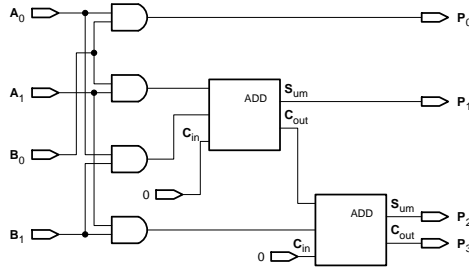 A0 P0
A1 ADD Sum P1
Cin Cout
B0
0
ADD Sum P2
B1 Cin Cout P3
0